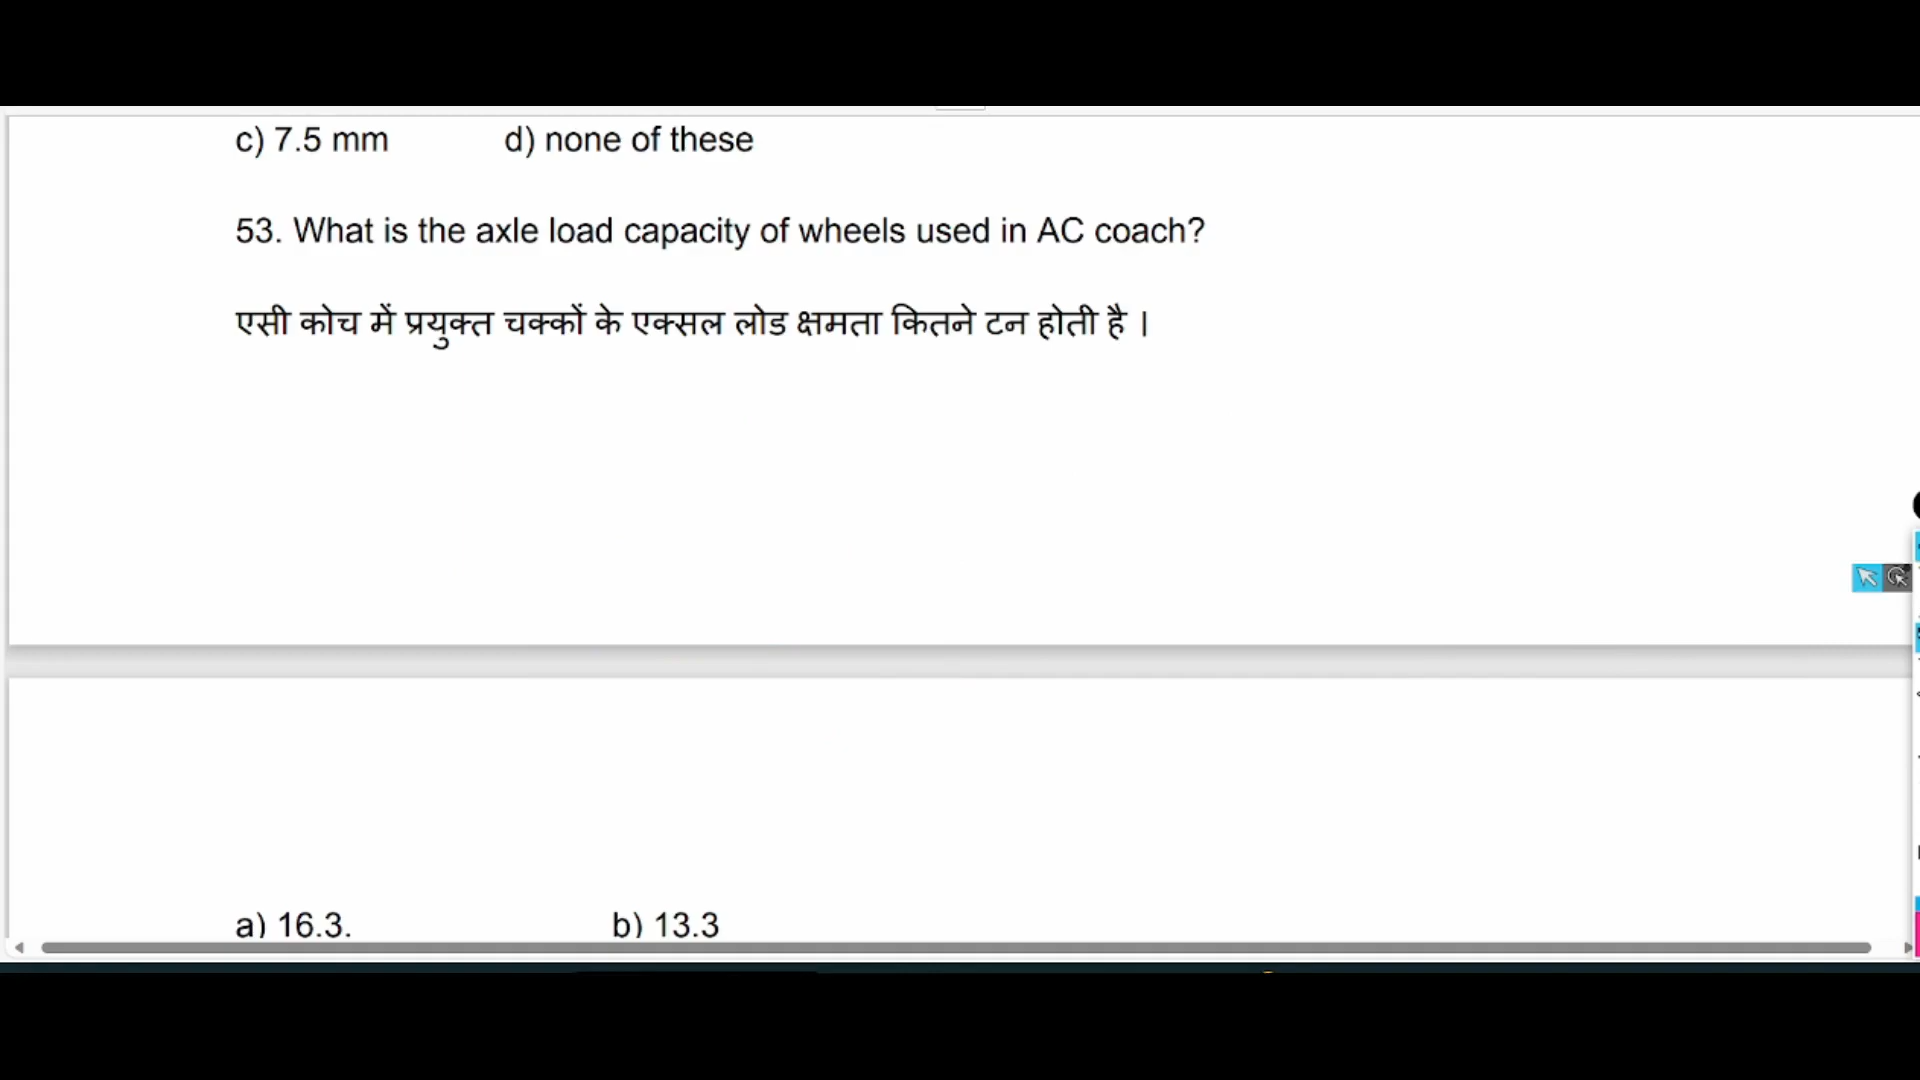 c) 7.5 mm d) none of these
53. What is the axle load capacity of wheels used in AC coach?
एसी कोच में प्रयुक्त चक्कों के एक्सल लोड क्षमता कितने टन होती है ।
a) 16.3. b) 13.3